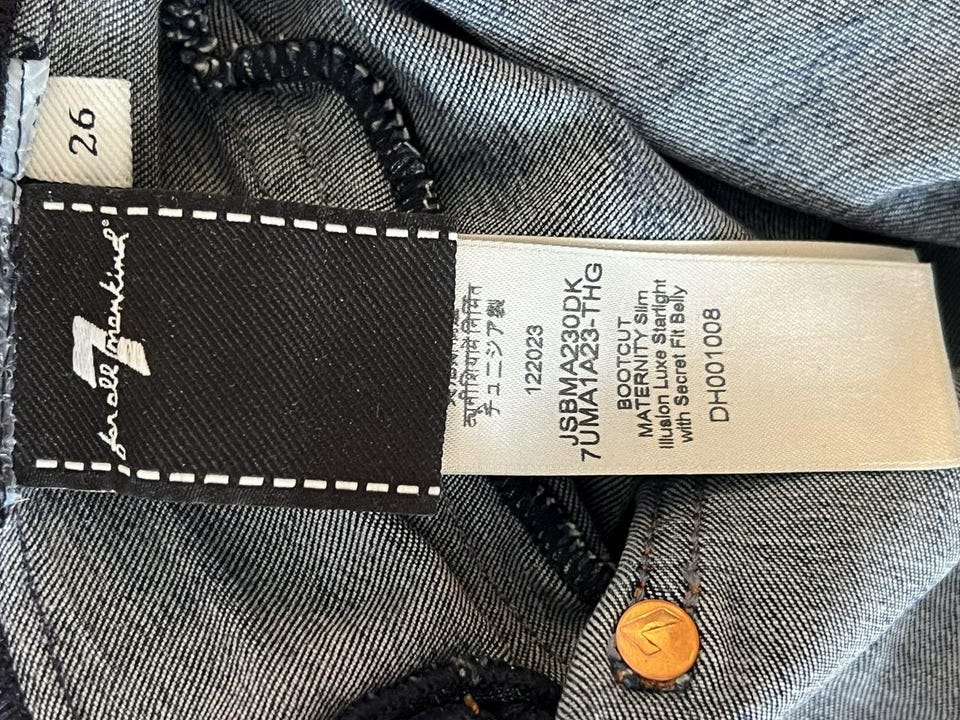 26
7
for all mankind®
チュニジア製
122023
JSBMA230DK
7UMA1A23-THG
BOOTCUT
MATERNITY Slim
Illusion Luxe Starlight
with Secret Fit Belly
DH001008